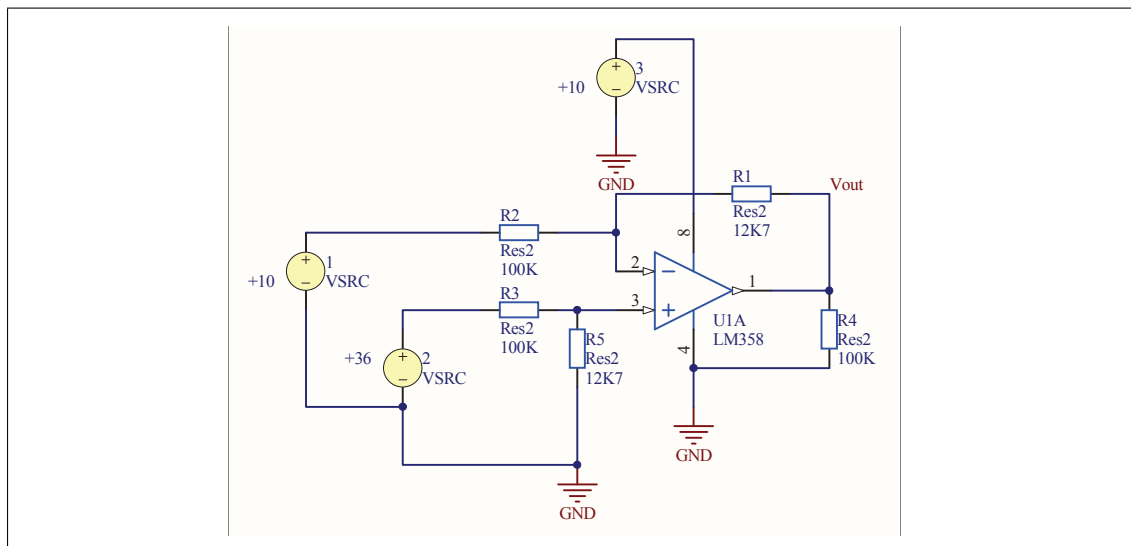 3
+10
VSRC
GND
R1
Vout
Res2
12K7
R2
Res2
100K
8
2
1
+10
VSRC
R3
Res2
100K
3
1
U1A
LM358
R5
Res2
12K7
R4
Res2
100K
+36
2
VSRC
4
GND
GND